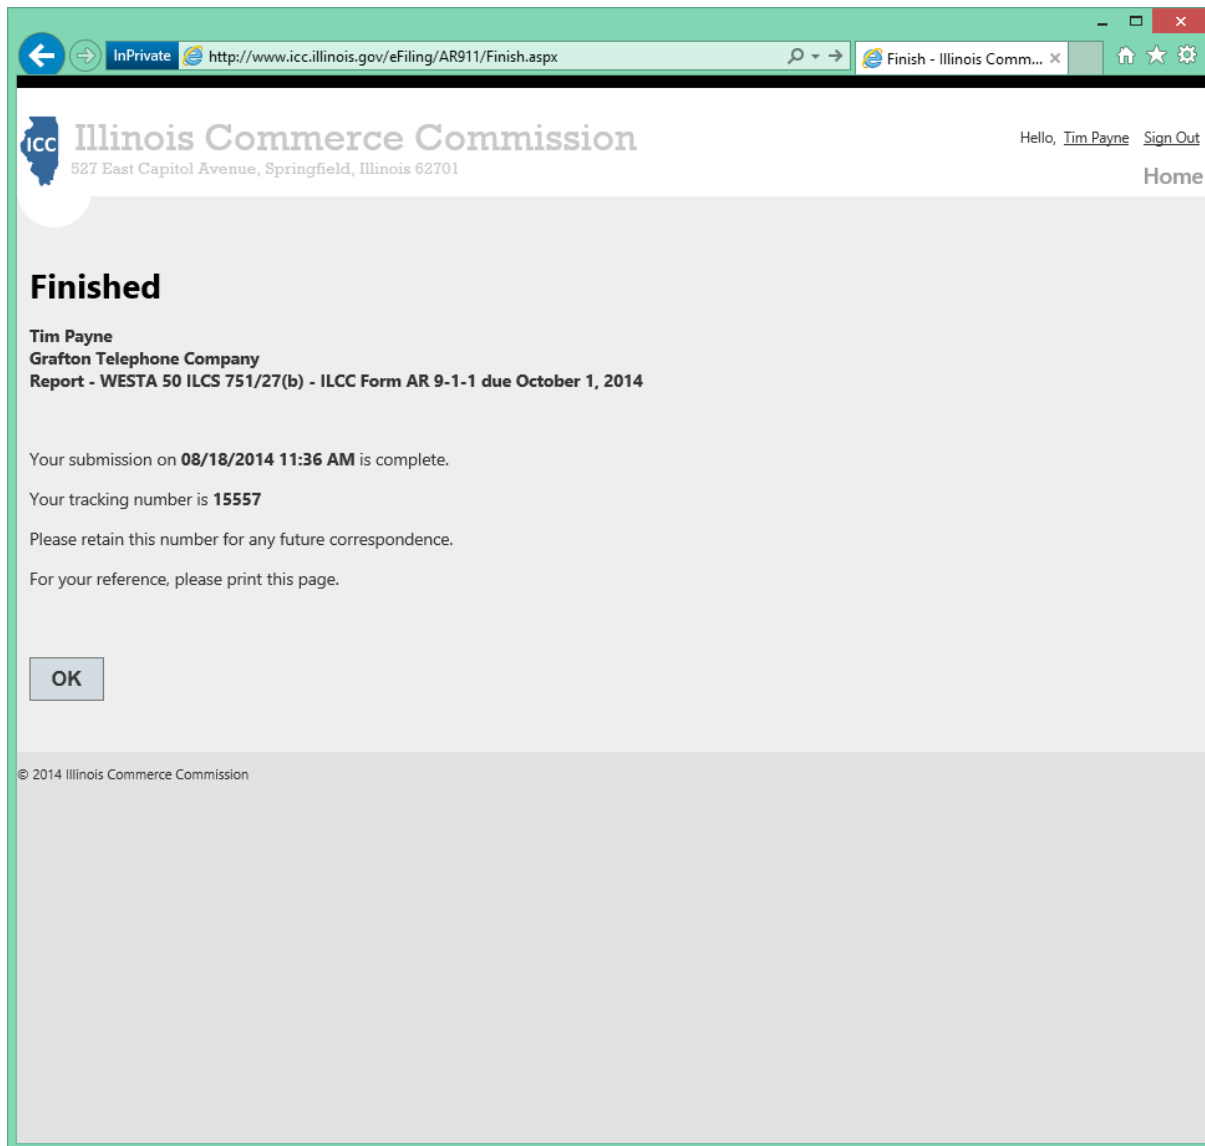 InPrivate http://www.icc.illinois.gov/eFiling/AR911/Finish.aspx Finish - Illinois Comm...
ICC Illinois Commerce Commission
527 East Capitol Avenue, Springfield, Illinois 62701
Hello, Tim Payne Sign Out
Home
Finished
Tim Payne
Grafton Telephone Company
Report - WESTA 50 ILCS 751/27(b) - ILCC Form AR 9-1-1 due October 1, 2014
Your submission on 08/18/2014 11:36 AM is complete.
Your tracking number is 15557
Please retain this number for any future correspondence.
For your reference, please print this page.
OK
© 2014 Illinois Commerce Commission